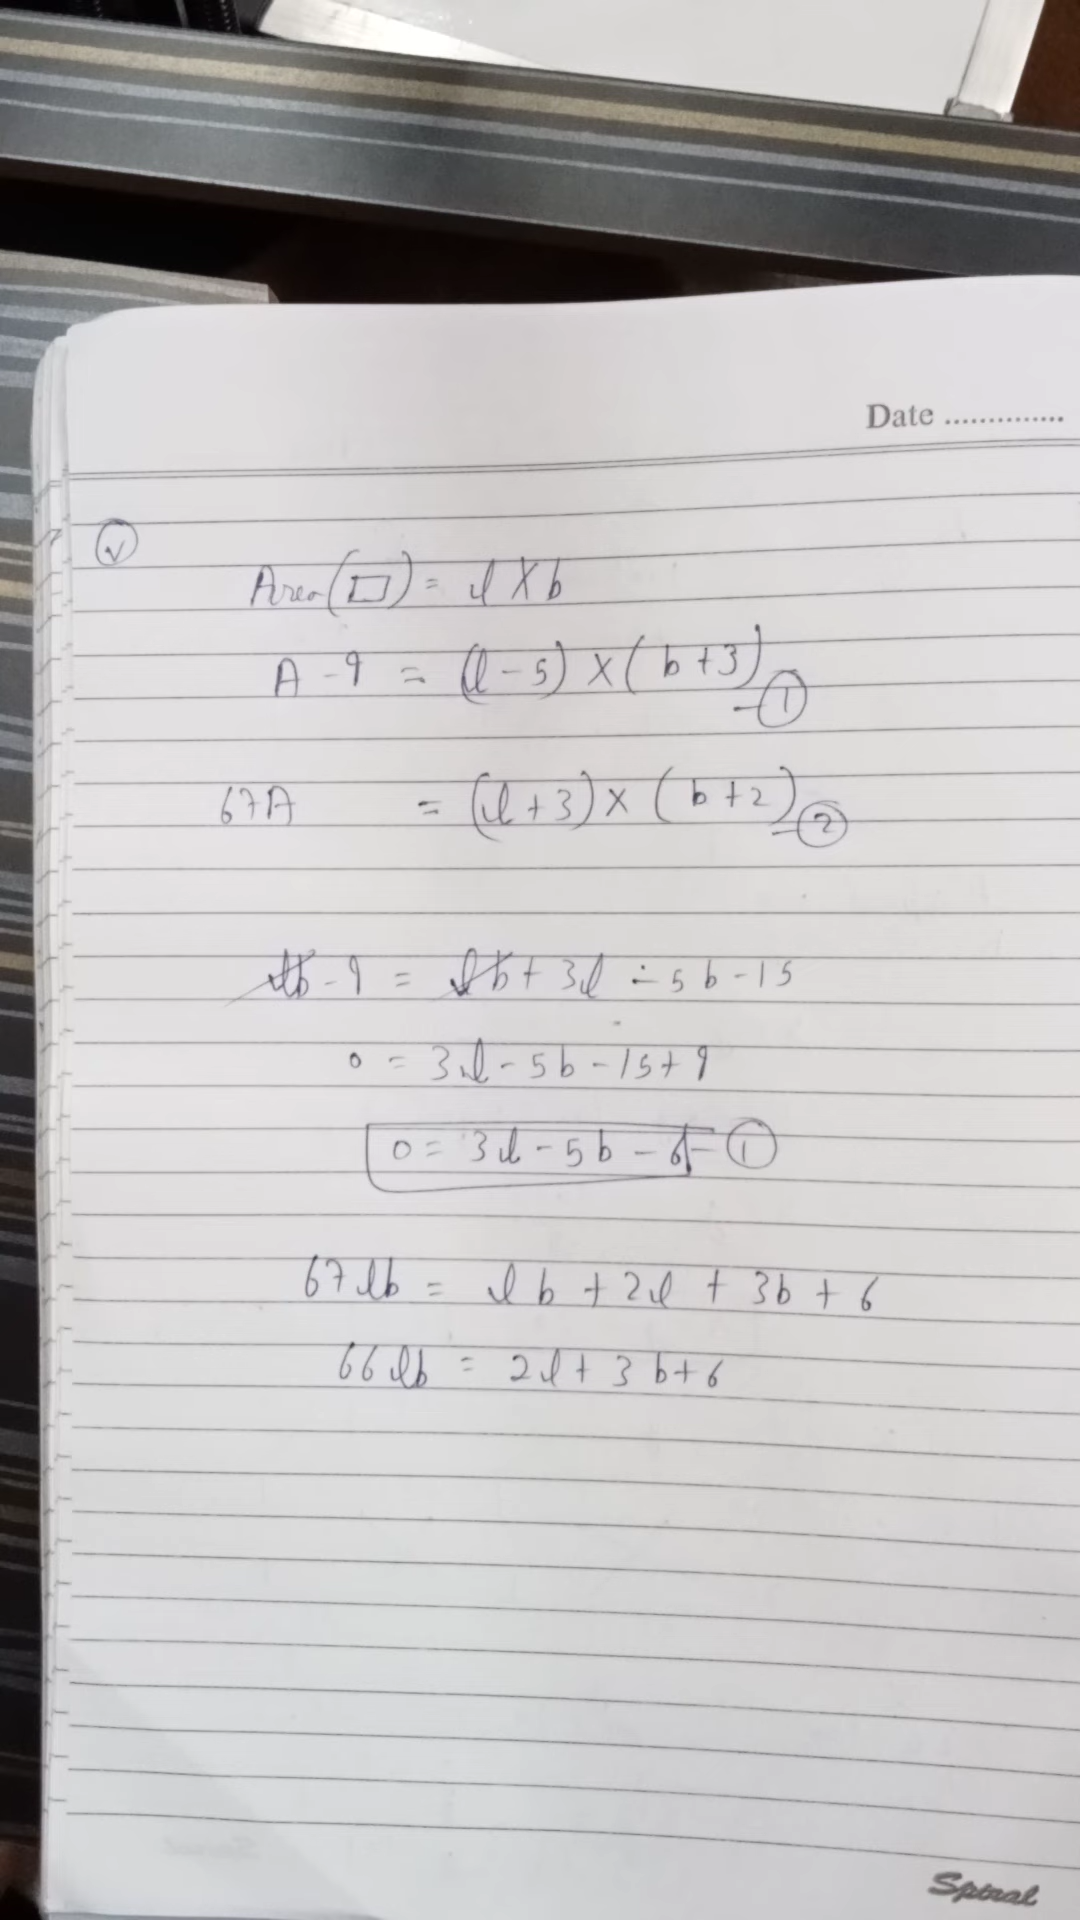 Date ..............
(v)
Area(▭) = l × b
A - 9 = (l - 5) × (b + 3) - ①
67A = (l + 3) × (b + 2) - ②
lb - 9 = lb + 3l - 5b - 15
0 = 3l - 5b - 15 + 9
0 = 3l - 5b - 6 - ①
67lb = lb + 2l + 3b + 6
66lb = 2l + 3b + 6
Spiral